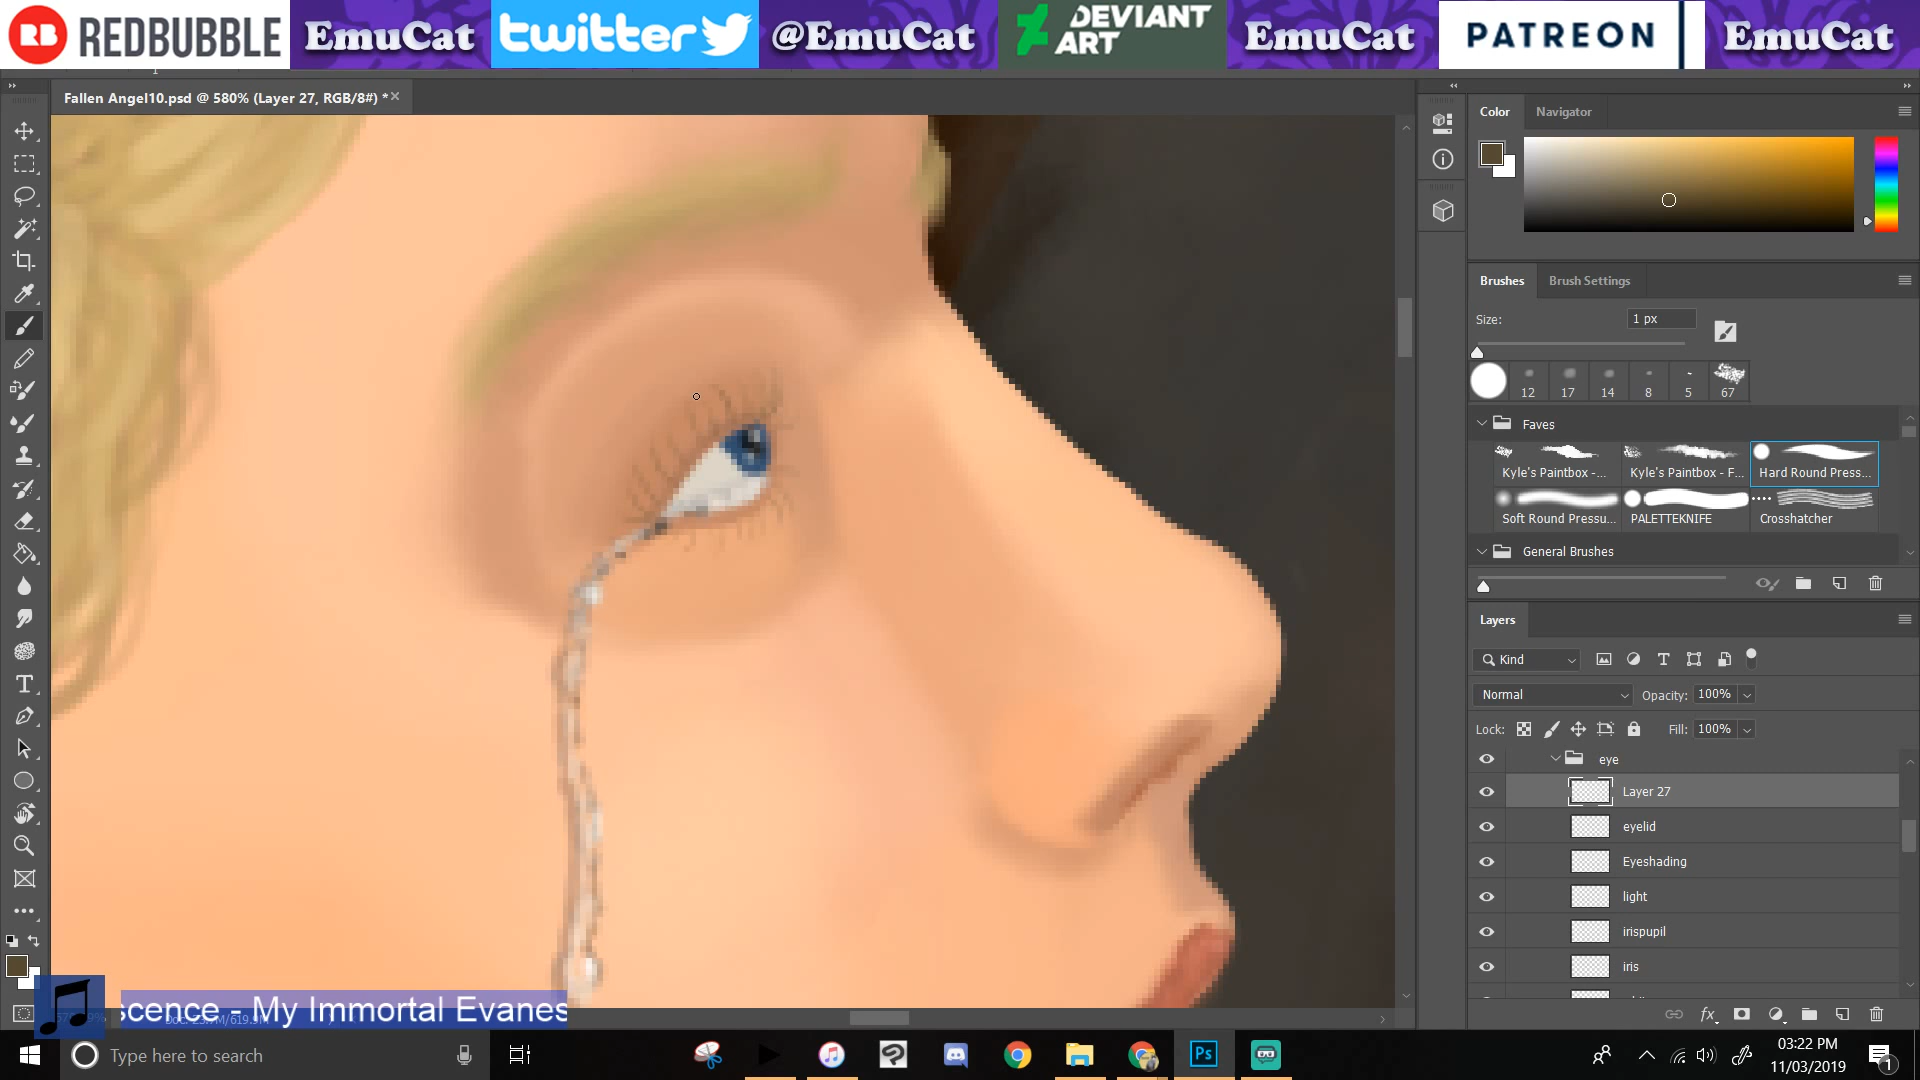 REDBUBBLE EmuCat twitter @EmuCat DEVIANT ART EmuCat PATREON EmuCat
Fallen Angel10.psd @ 580% (Layer 27, RGB/8#) *
Color Navigator
Brushes Brush Settings
Size: 1 px
12 17 14 8 5 67
Faves
Kyle's Paintbox -... Kyle's Paintbox - F... Hard Round Press...
Soft Round Pressu... PALETTEKNIFE Crosshatcher
General Brushes
Layers
Kind
Normal Opacity: 100%
Lock: Fill: 100%
eye
Layer 27
eyelid
Eyeshading
light
irispupil
iris
scence - My Immortal Evanes
Type here to search
Ps
03:22 PM
11/03/2019
1